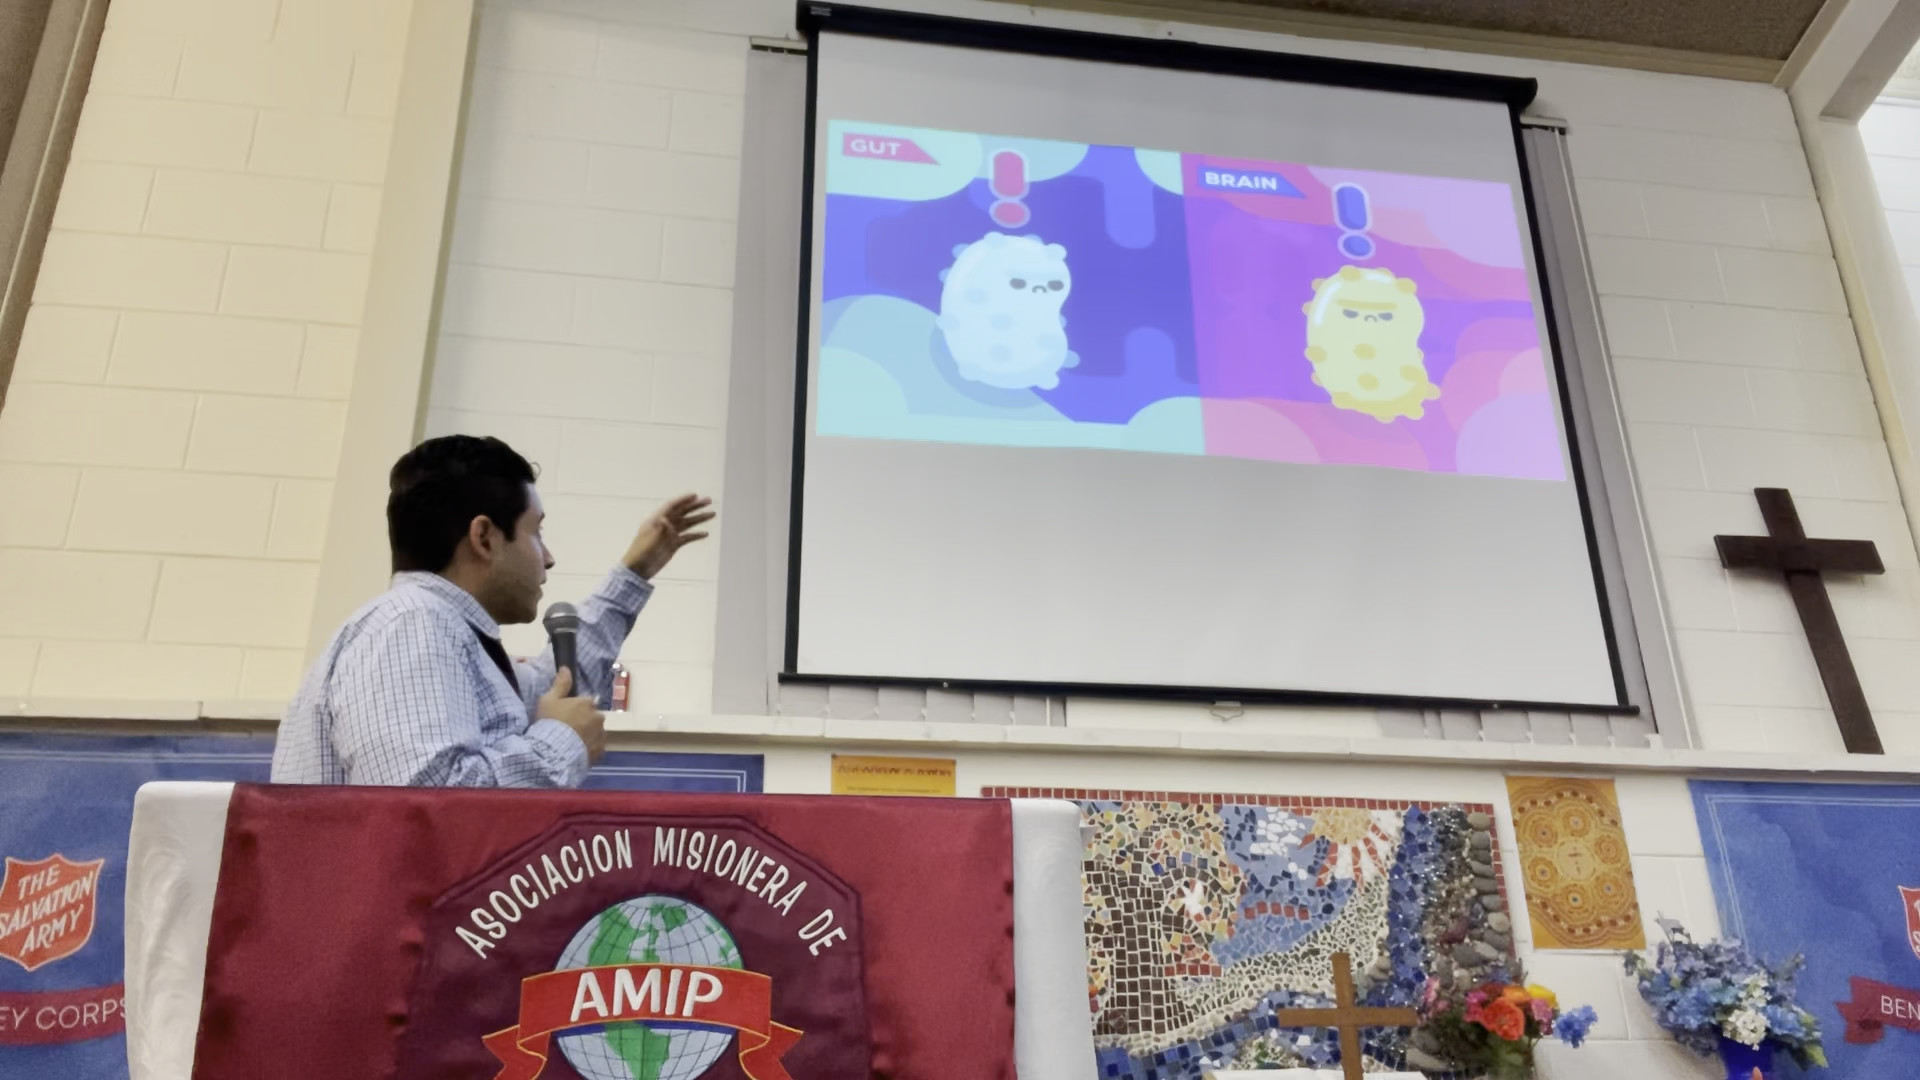 GUT
BRAIN
ASOCIACION MISIONERA DE
AMIP
THE
SALVATION
ARMY
EY CORPS
BEN